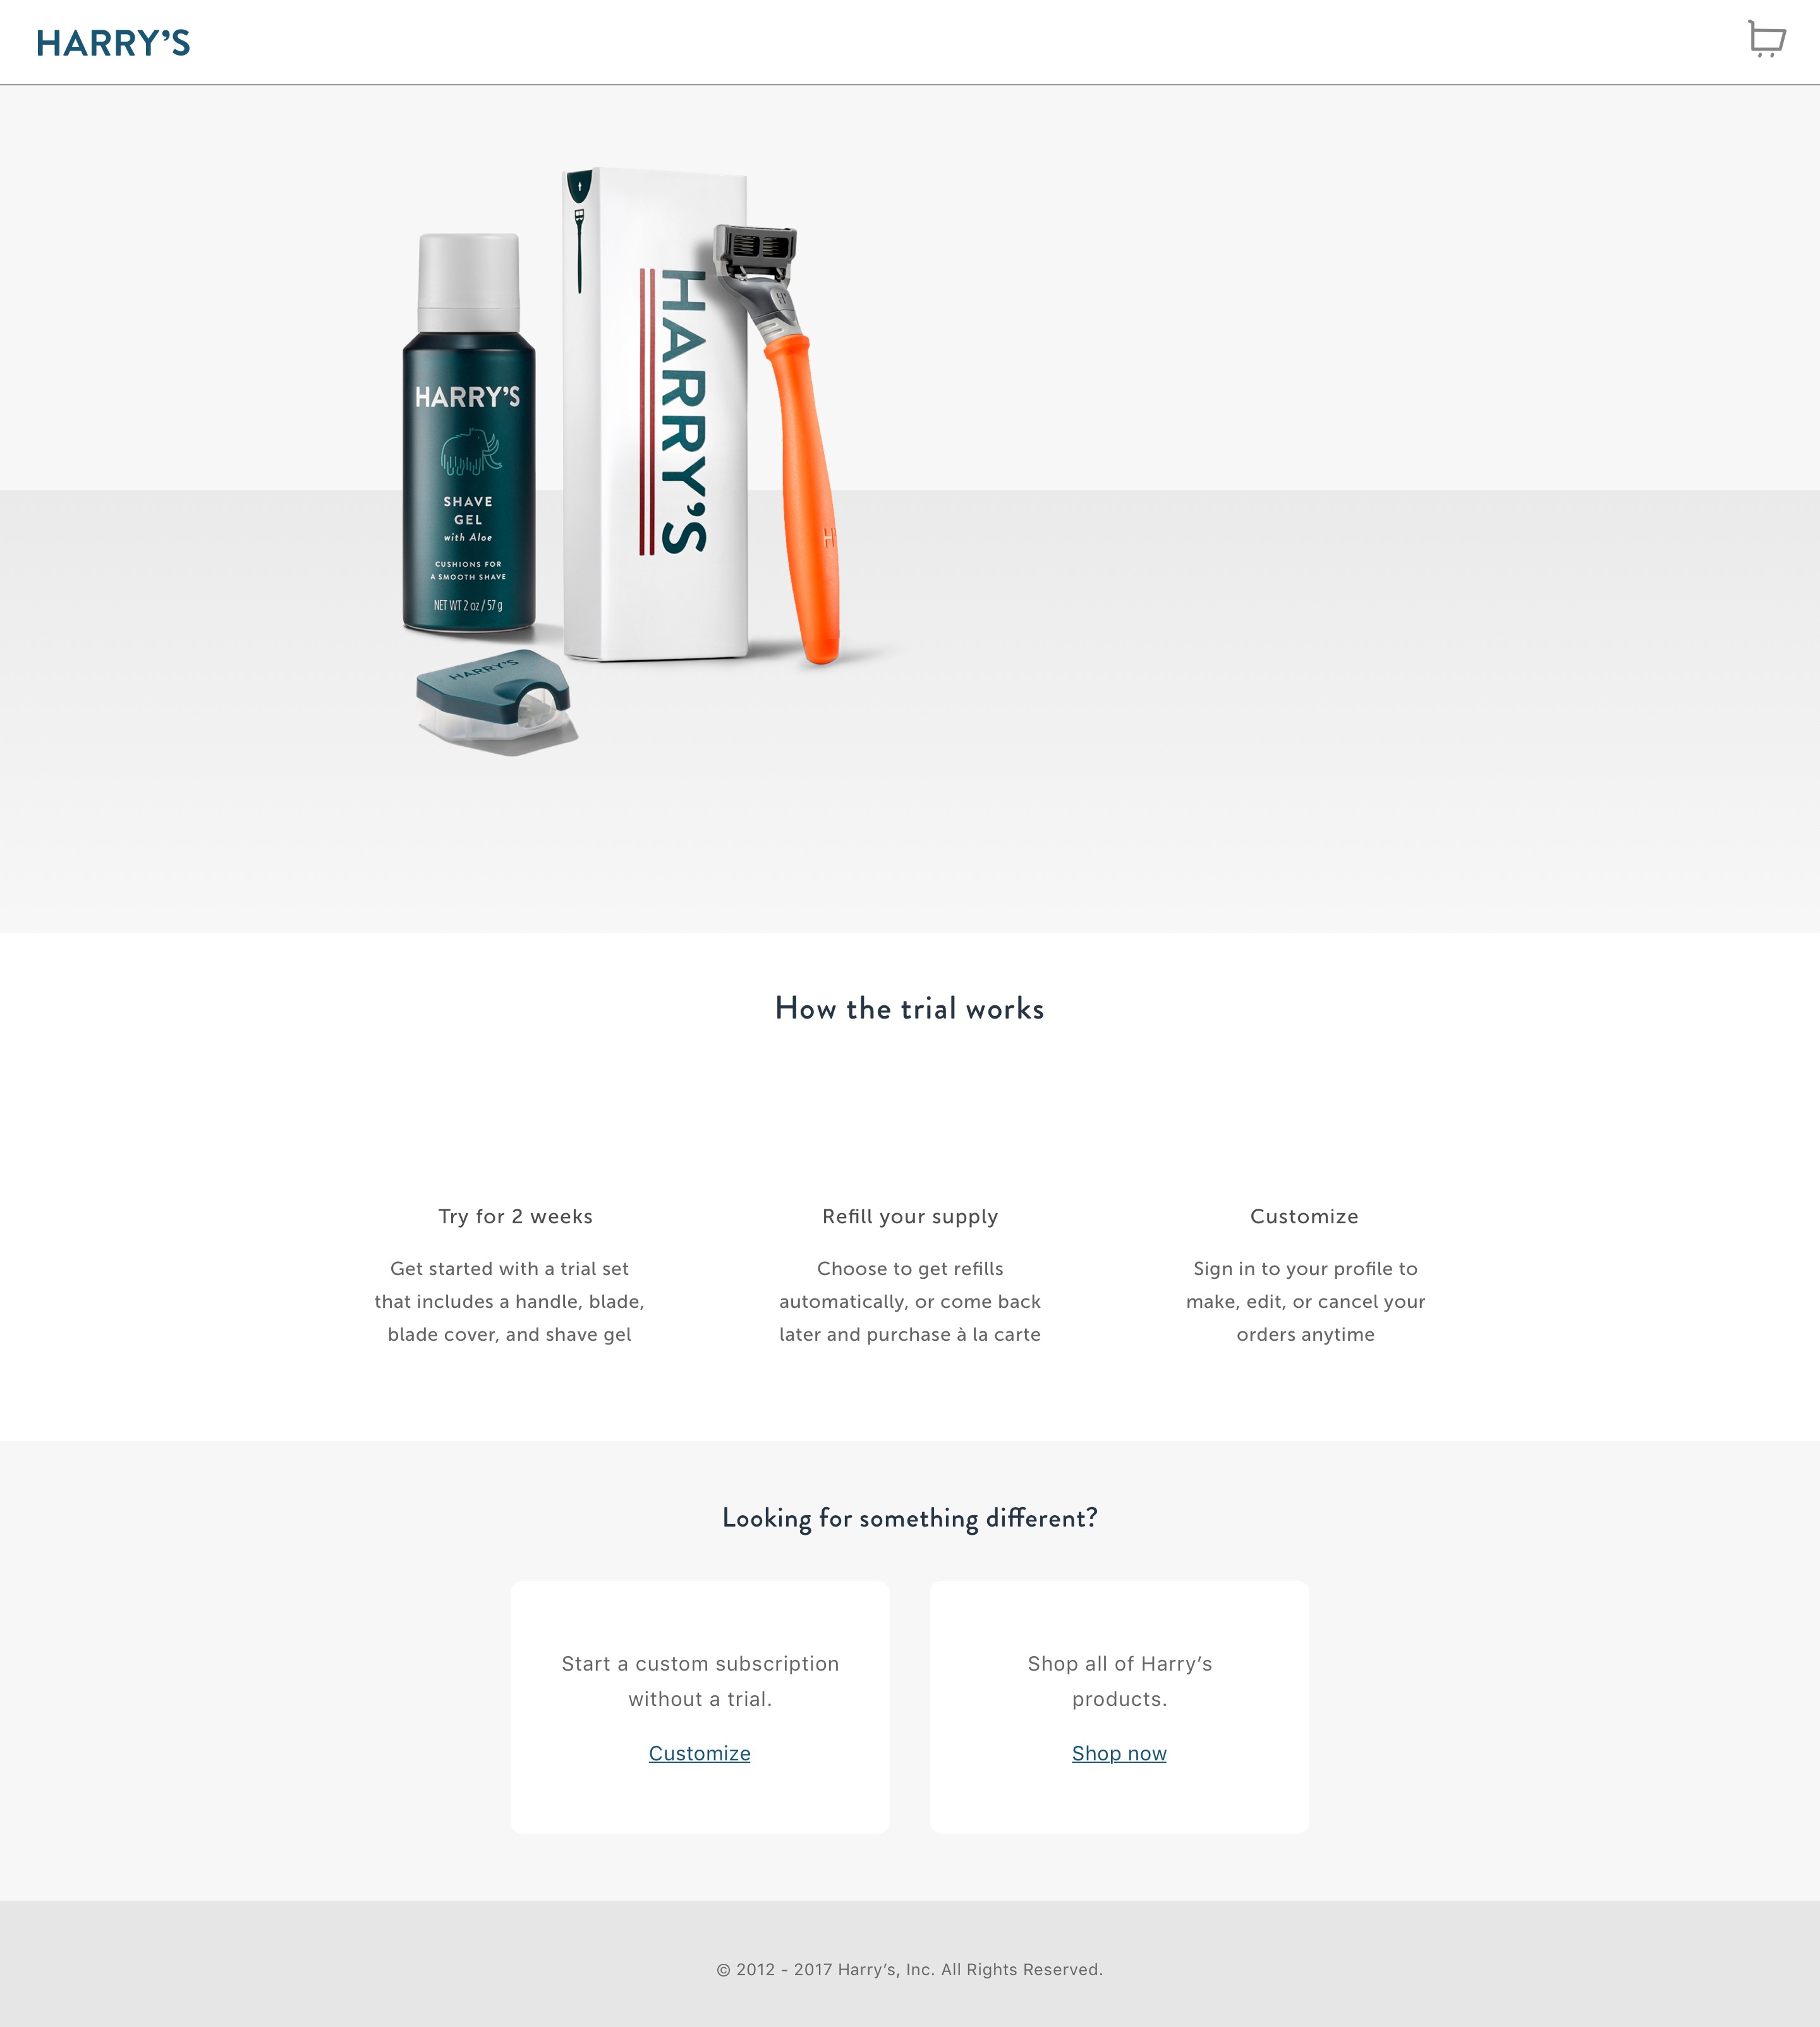 HARRY’S
HARRY’S
SHAVE
GEL
with Aloe
CUSHIONS FOR
A SMOOTH SHAVE
NET WT 2 oz / 57 g
HARRY’S
H’
H’
HARRY’S
How the trial works
Try for 2 weeks
Get started with a trial set
that includes a handle, blade,
blade cover, and shave gel
Refill your supply
Choose to get refills
automatically, or come back
later and purchase à la carte
Customize
Sign in to your profile to
make, edit, or cancel your
orders anytime
Looking for something different?
Start a custom subscription
without a trial.
Customize
Shop all of Harry’s
products.
Shop now
© 2012 - 2017 Harry’s, Inc. All Rights Reserved.